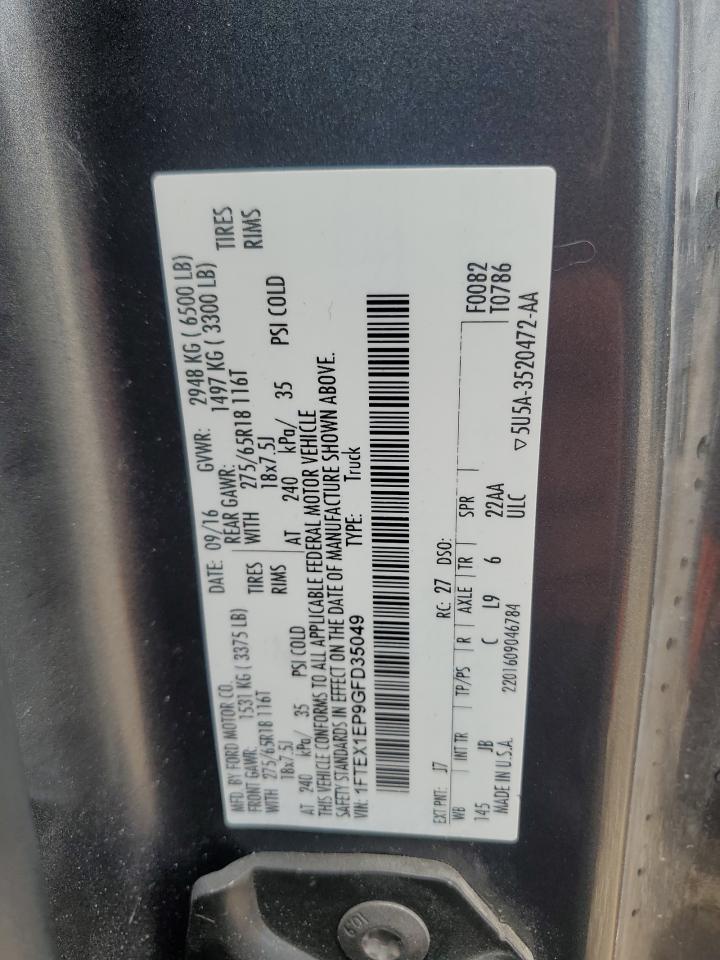 MFD. BY FORD MOTOR CO. DATE: 09/16 GVWR: 2948 KG ( 6500 LB)
FRONT GAWR: 1531 KG ( 3375 LB) REAR GAWR: 1497 KG ( 3300 LB)
WITH 275/65R18 116T TIRES WITH 275/65R18 116T TIRES
18x7.5J RIMS 18x7.5J RIMS
AT 240 kPa/ 35 PSI COLD AT 240 kPa/ 35 PSI COLD
THIS VEHICLE CONFORMS TO ALL APPLICABLE FEDERAL MOTOR VEHICLE
SAFETY STANDARDS IN EFFECT ON THE DATE OF MANUFACTURE SHOWN ABOVE.
VIN: 1FTEX1EP9GFD35049 TYPE: Truck
F0082
EXT PNT: J7 RC: 27 DSO: T0786
WB INT TR TP/PS R AXLE TR SPR
145 JB C L9 6 22AA
ULC ▽5U5A-3520472-AA
MADE IN U.S.A. 2201609046784
109